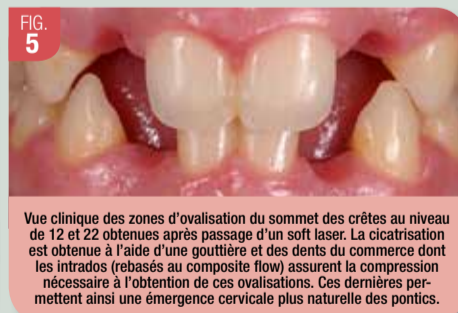 FIG.
5
Vue clinique des zones d'ovalisation du sommet des crêtes au niveau
de 12 et 22 obtenues après passage d'un soft laser. La cicatrisation
est obtenue à l'aide d'une gouttière et des dents du commerce dont
les intrados (rebasés au composite flow) assurent la compression
nécessaire à l'obtention de ces ovalisations. Ces dernières per-
mettent ainsi une émergence cervicale plus naturelle des pontics.